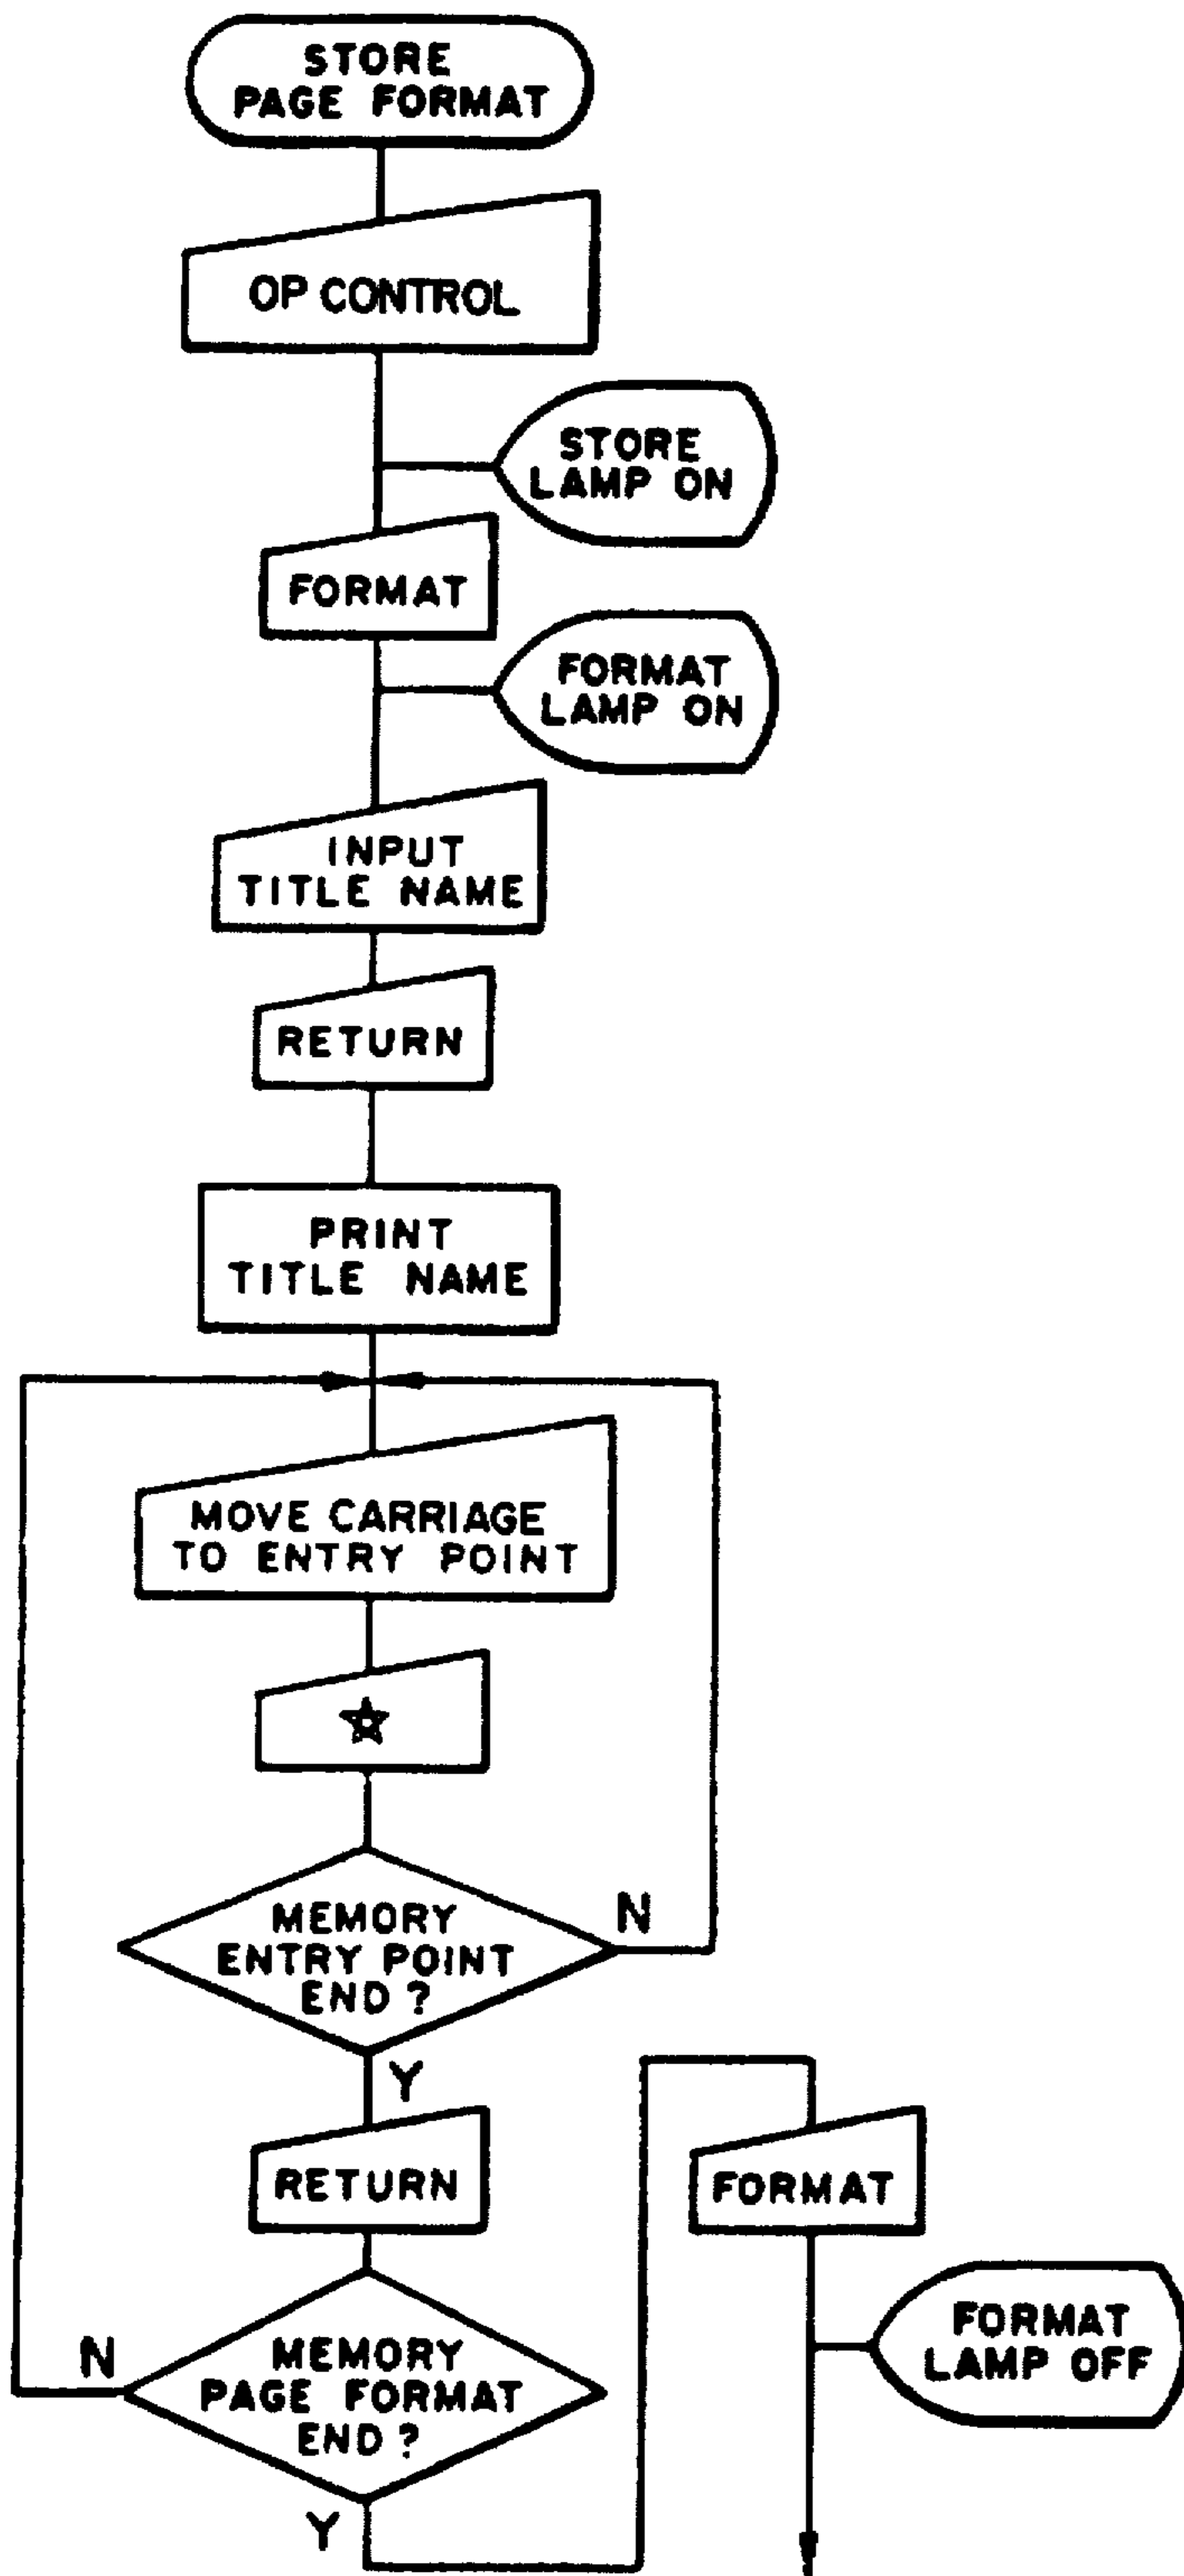 STORE
PAGE FORMAT
OP CONTROL
STORE
LAMP ON
FORMAT
FORMAT
LAMP ON
INPUT
TITLE NAME
RETURN
PRINT
TITLE NAME
MOVE CARRIAGE
TO ENTRY POINT
☆
MEMORY
ENTRY POINT
END ?
N
Y
RETURN
MEMORY
PAGE FORMAT
END ?
N
Y
FORMAT
FORMAT
LAMP OFF